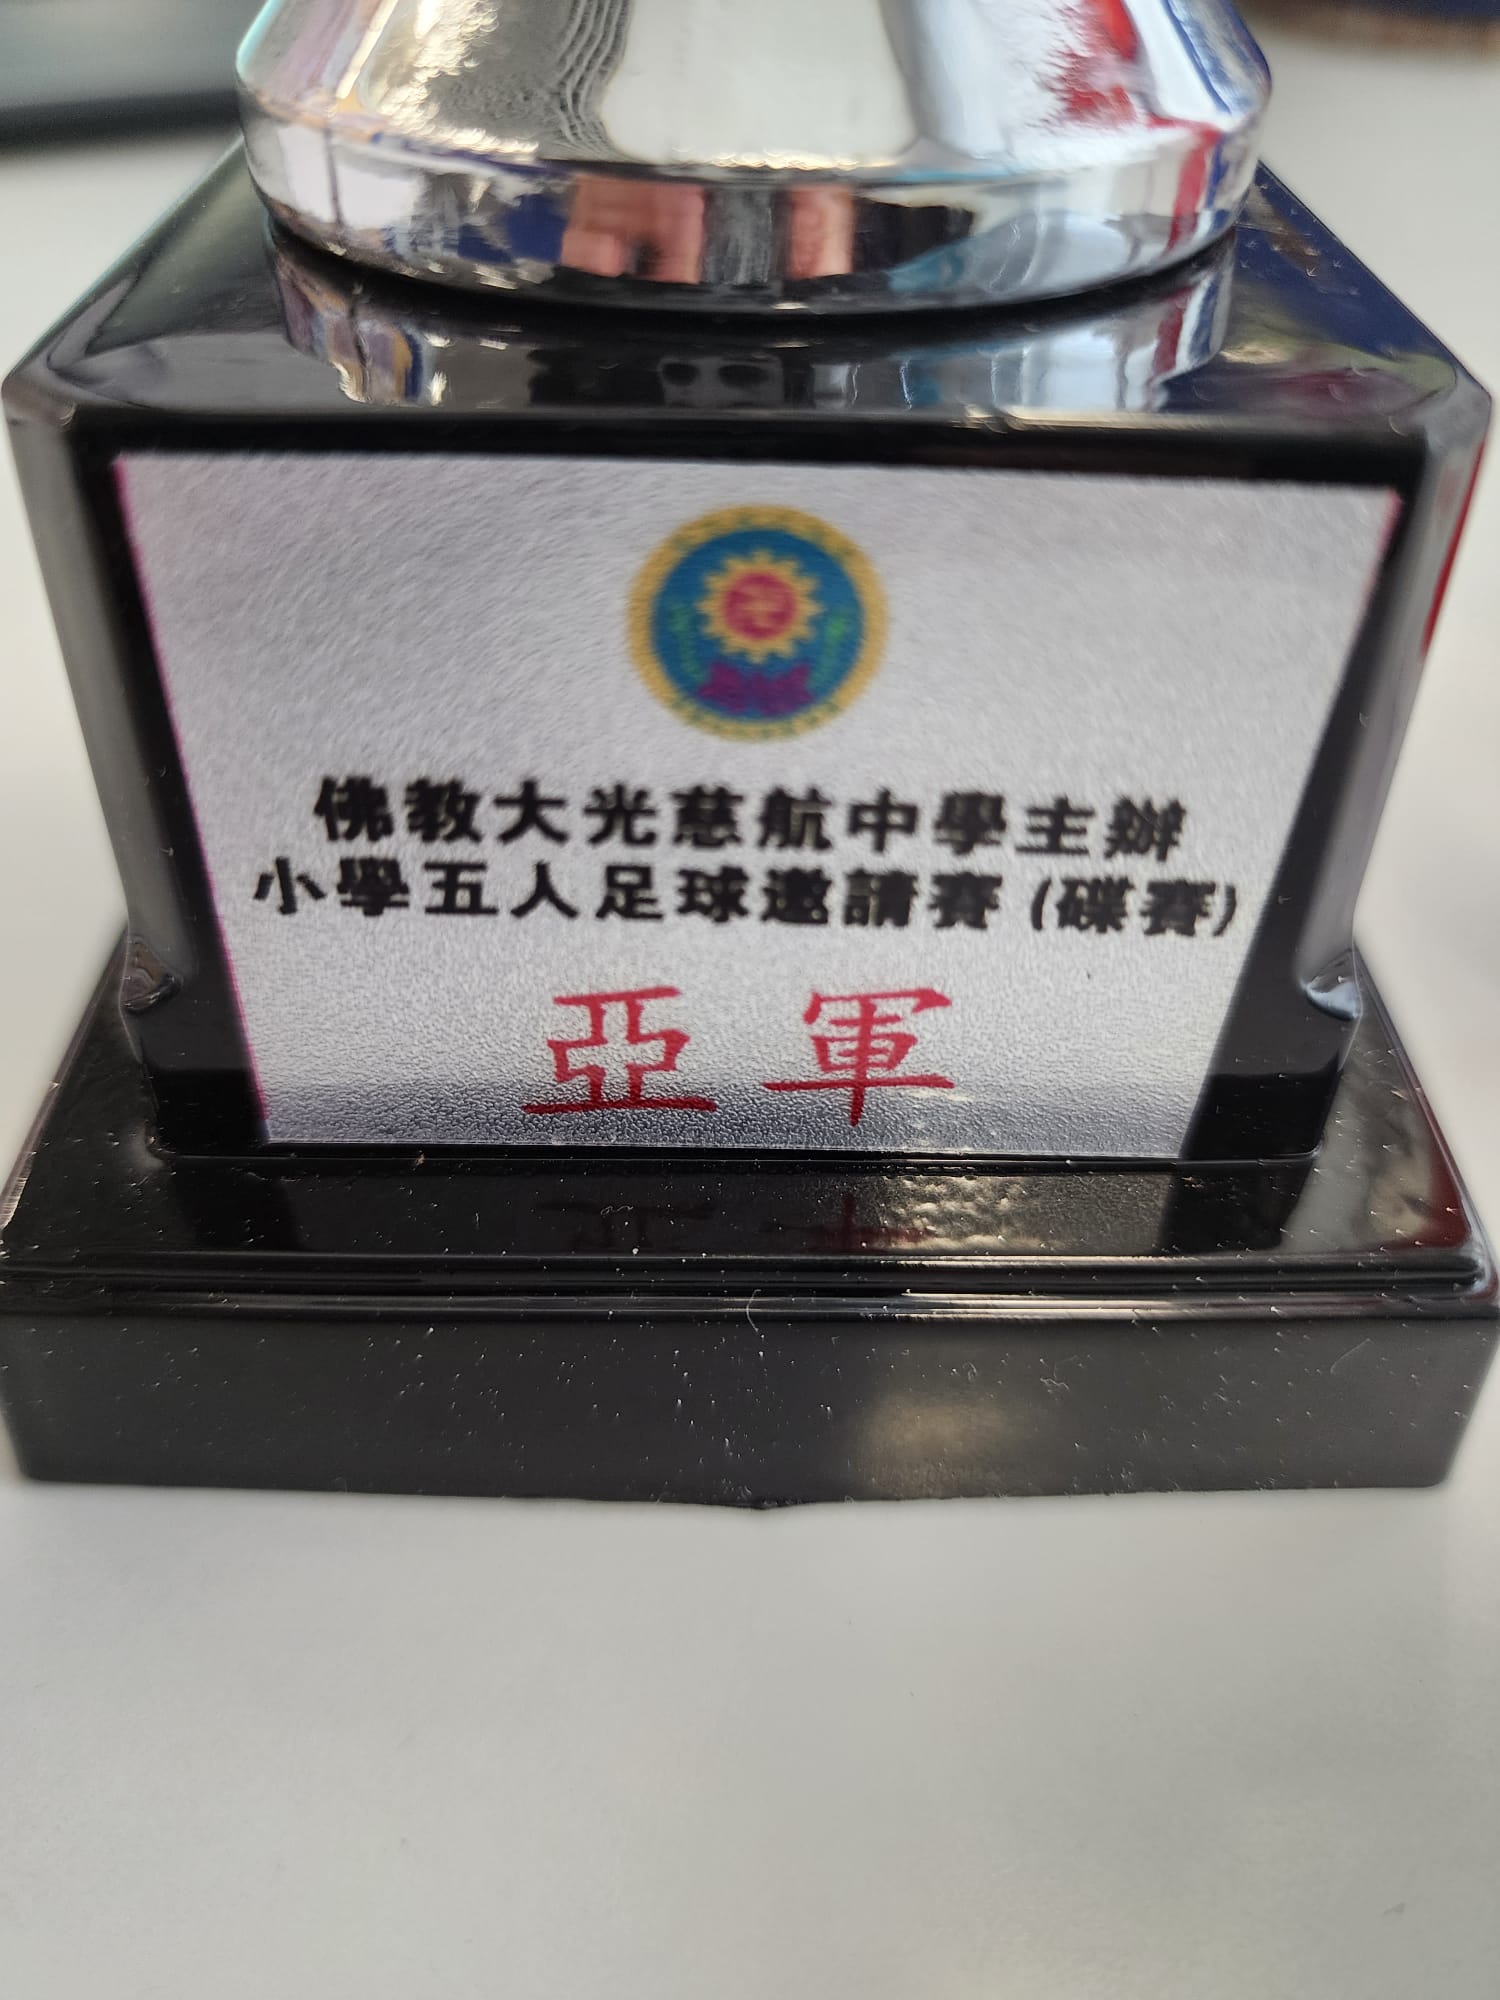 佛教大光慈航中學主辦
小學五人足球邀請賽(碟賽)
亞軍